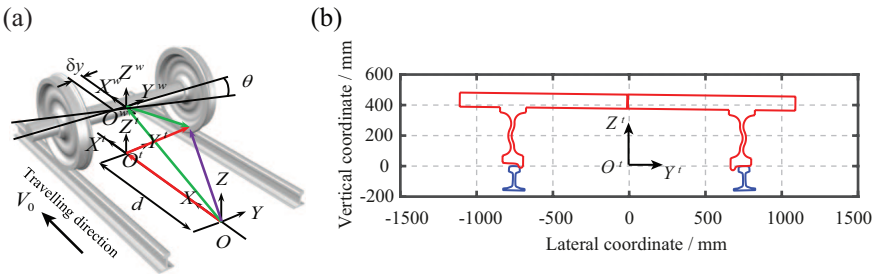 (a)
δy
X^w
Z^w
Y^w
θ
O^w
Z^t
X^t
Y^t
O^t
d
X
Z
Y
O
V_0
Travelling direction
(b)
Vertical coordinate / mm
600
400
200
0
-200
Z^t
O^t
Y^t
-1500 -1000 -500 0 500 1000 1500
Lateral coordinate / mm